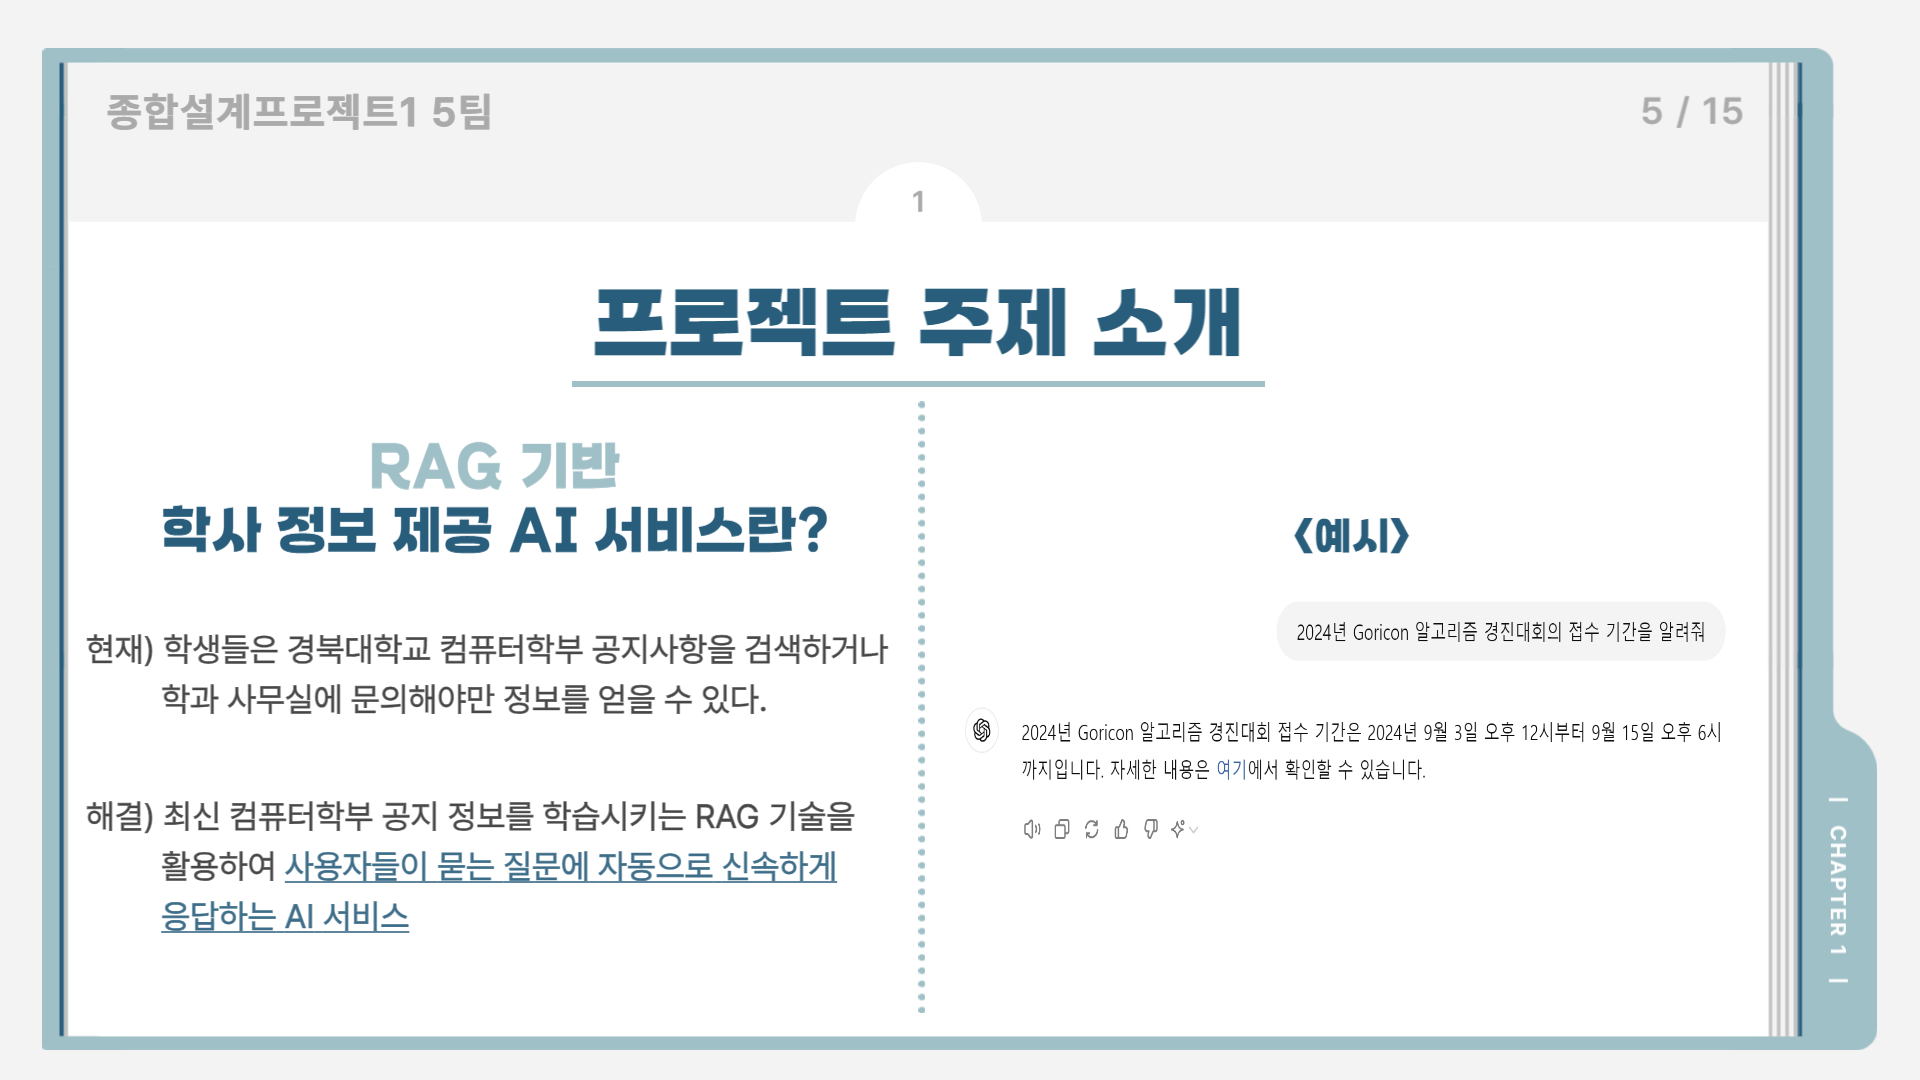 종합설계프로젝트1 5팀
5 / 15
1
프로젝트 주제 소개
RAG 기반
학사 정보 제공 AI 서비스란?
현재) 학생들은 경북대학교 컴퓨터학부 공지사항을 검색하거나
학과 사무실에 문의해야만 정보를 얻을 수 있다.
해결) 최신 컴퓨터학부 공지 정보를 학습시키는 RAG 기술을
활용하여 사용자들이 묻는 질문에 자동으로 신속하게
응답하는 AI 서비스
<예시>
2024년 Goricon 알고리즘 경진대회의 접수 기간을 알려줘
2024년 Goricon 알고리즘 경진대회 접수 기간은 2024년 9월 3일 오후 12시부터 9월 15일 오후 6시
까지입니다. 자세한 내용은 여기에서 확인할 수 있습니다.
| CHAPTER 1 |